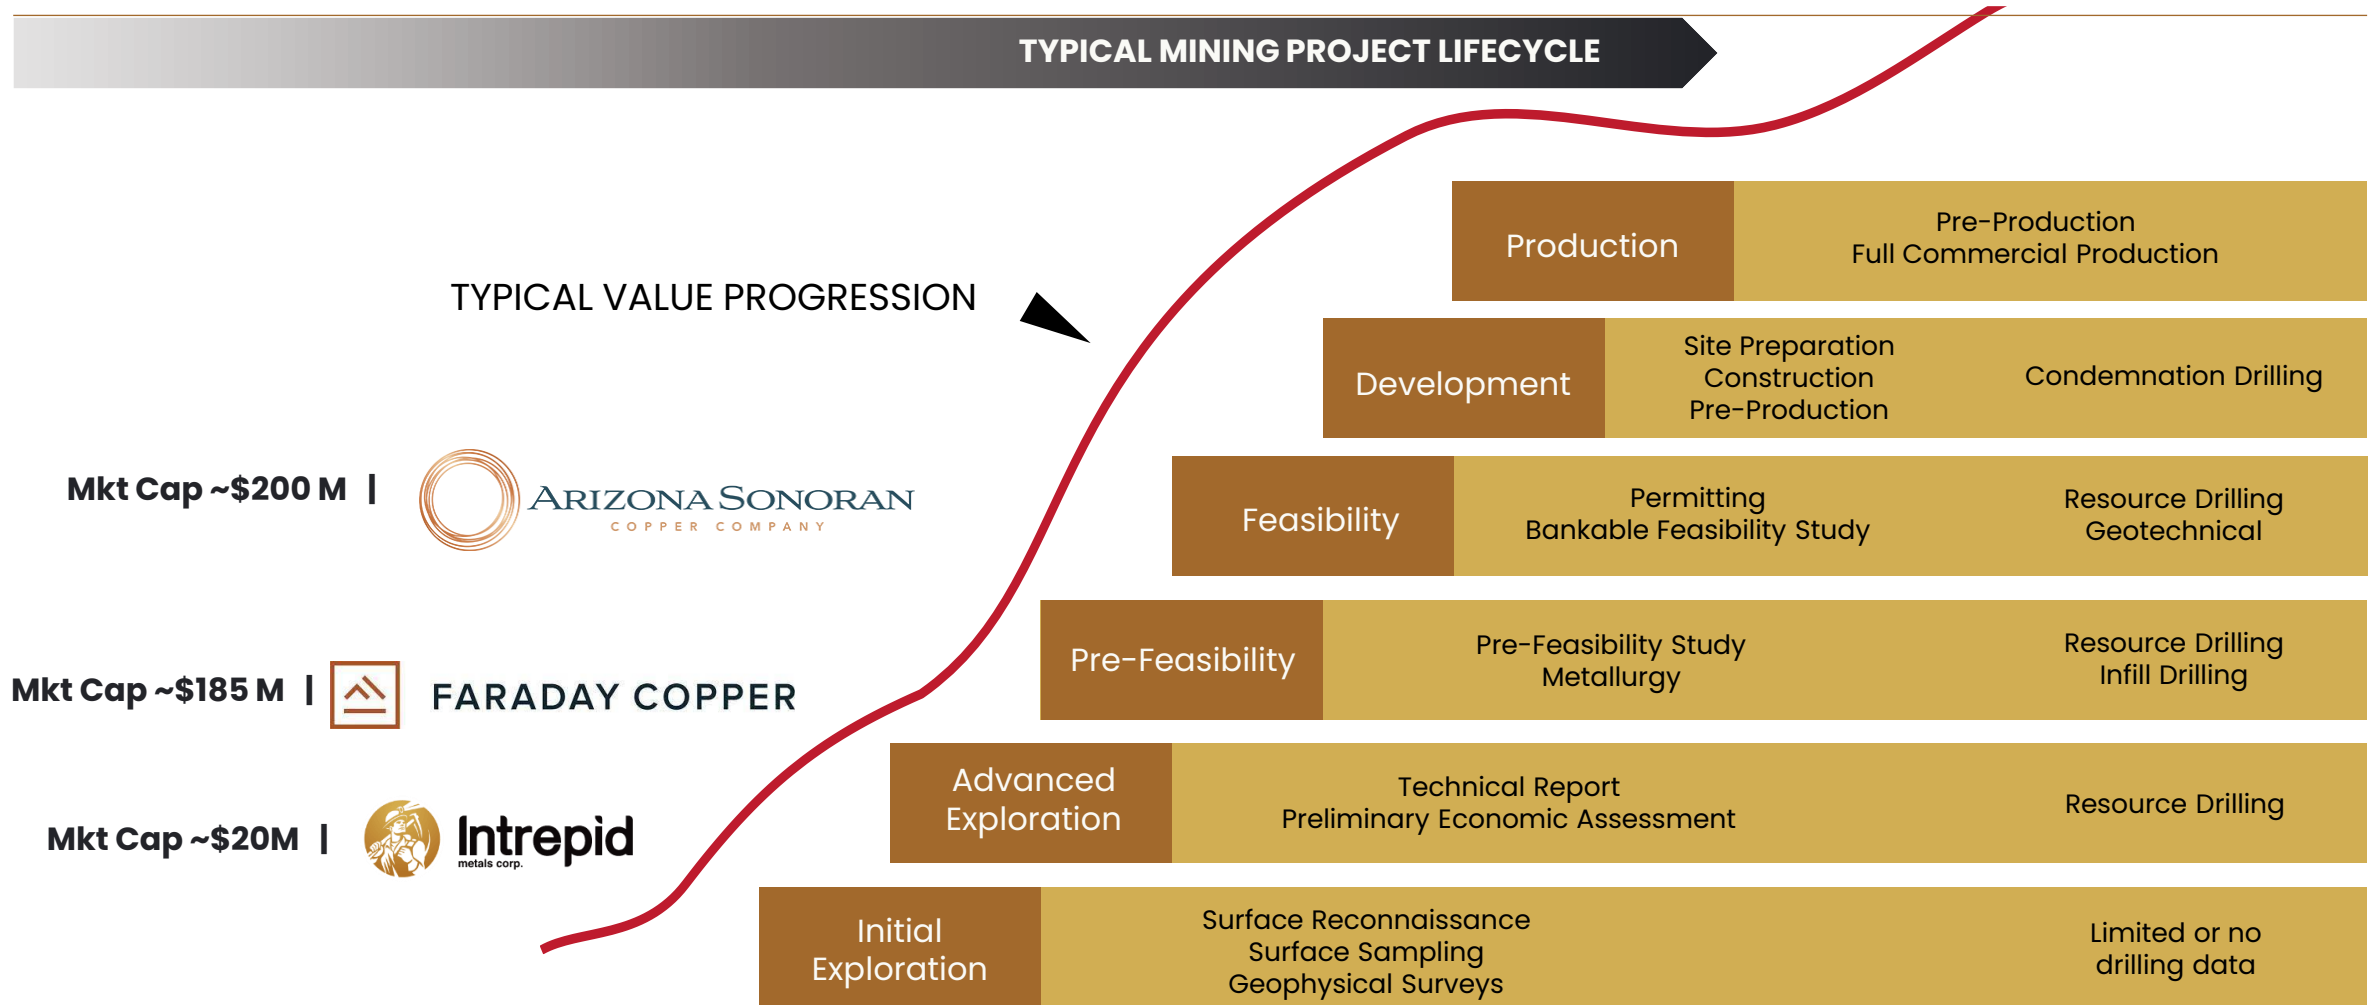 TYPICAL MINING PROJECT LIFECYCLE
TYPICAL VALUE PROGRESSION
Production
Pre-Production
Full Commercial Production
Development
Site Preparation
Construction
Pre-Production
Condemnation Drilling
Mkt Cap ~$200 M |
ARIZONA SONORAN
COPPER COMPANY
Feasibility
Permitting
Bankable Feasibility Study
Resource Drilling
Geotechnical
Mkt Cap ~$185 M |
FARADAY COPPER
Pre-Feasibility
Pre-Feasibility Study
Metallurgy
Resource Drilling
Infill Drilling
Mkt Cap ~$20M |
Intrepid
metals corp.
Advanced
Exploration
Technical Report
Preliminary Economic Assessment
Resource Drilling
Initial
Exploration
Surface Reconnaissance
Surface Sampling
Geophysical Surveys
Limited or no
drilling data